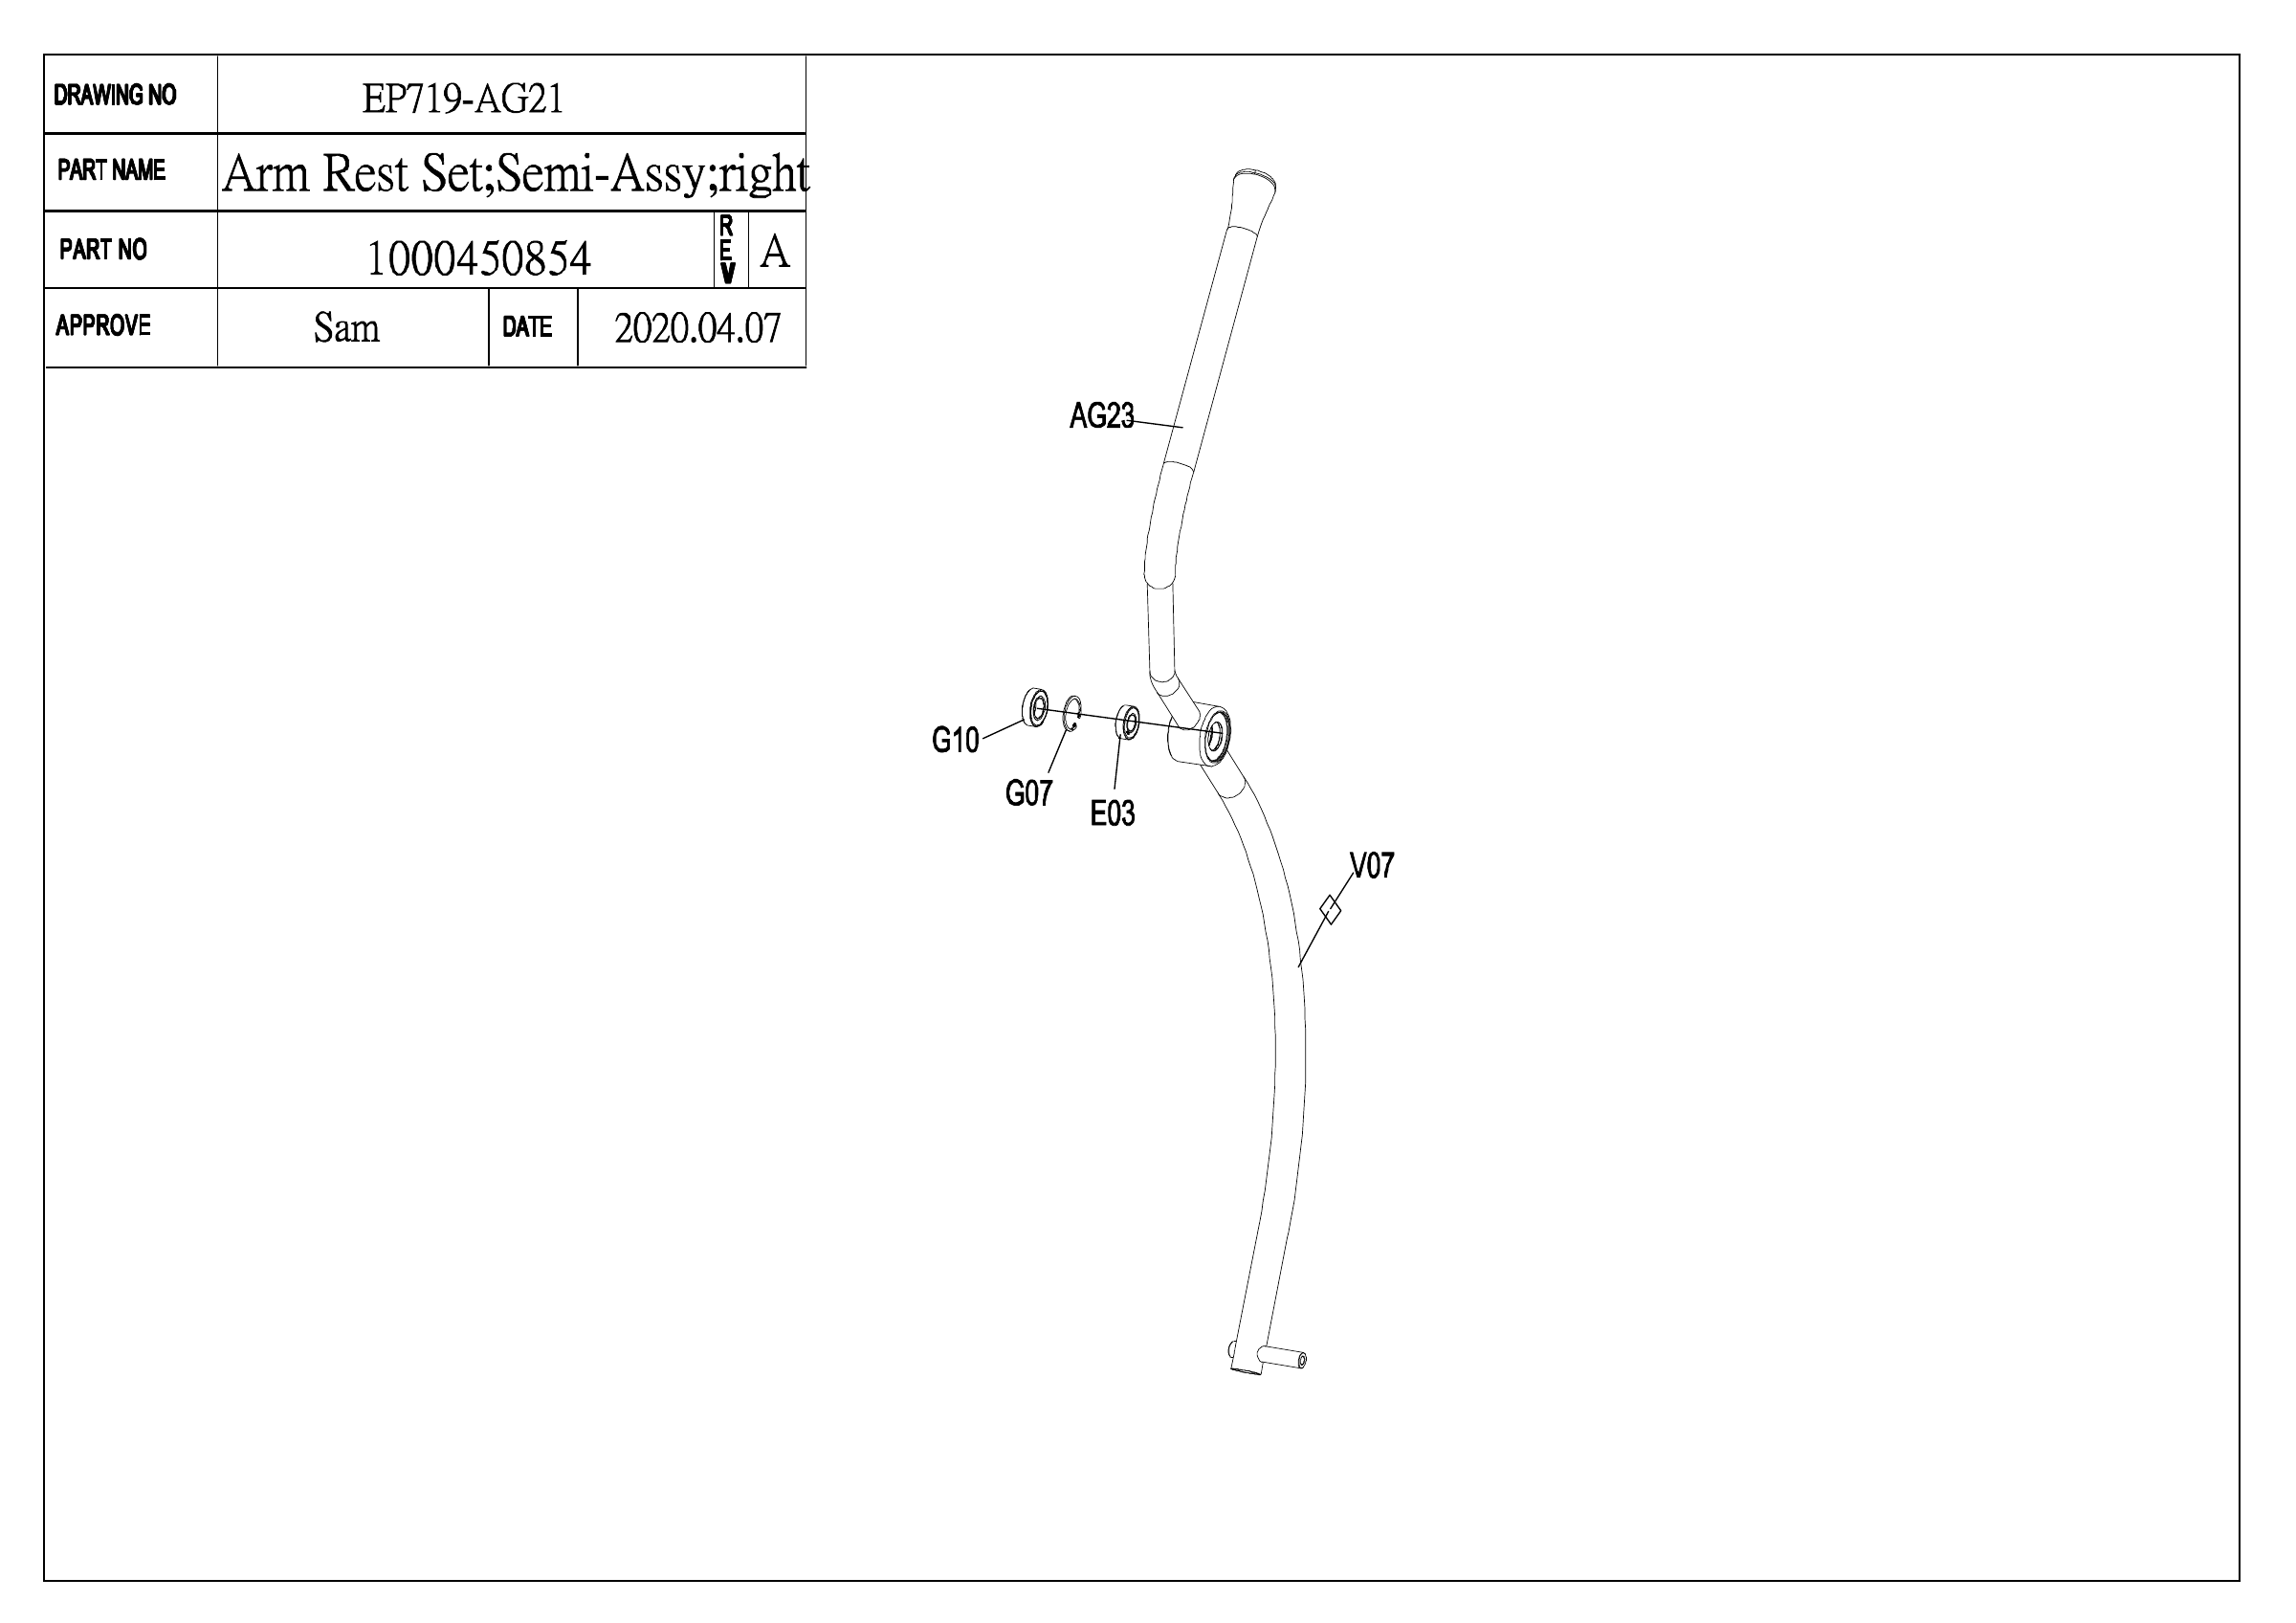 DRAWING NO EP719-AG21
PART NAME Arm Rest Set;Semi-Assy;right
PART NO 1000450854 REV A
APPROVE Sam DATE 2020.04.07
AG23
G10
G07
E03
V07